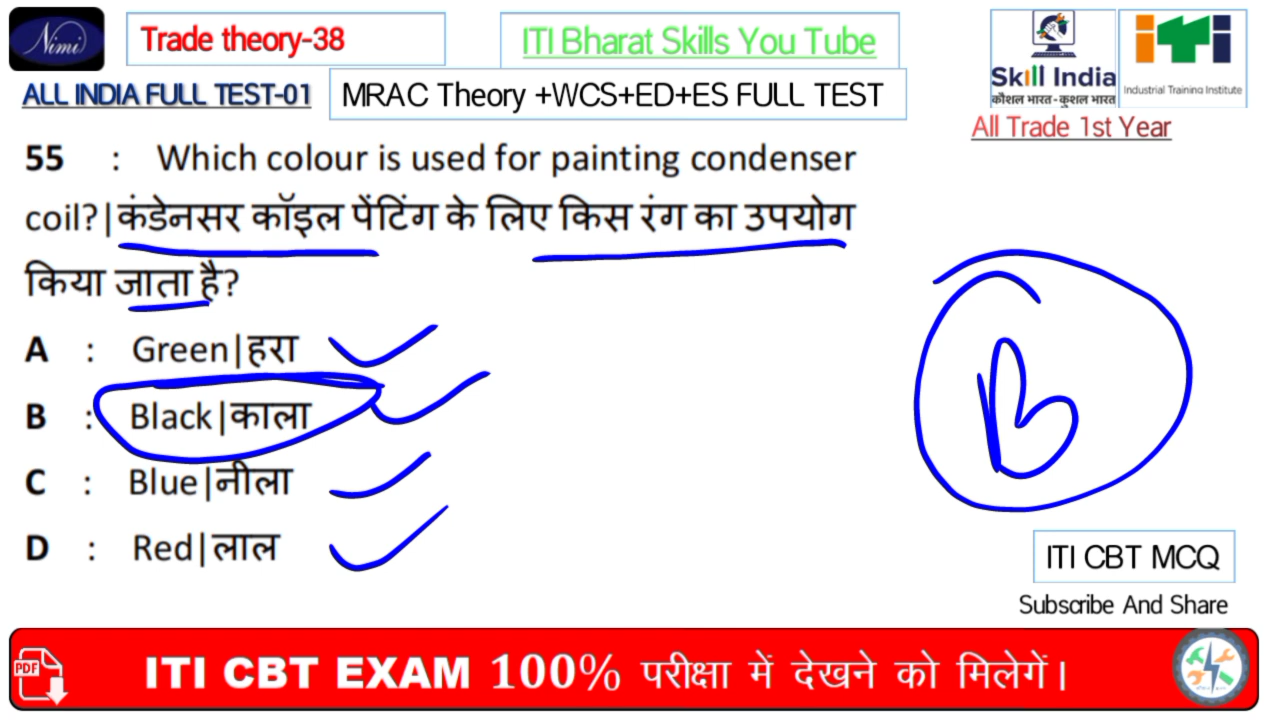 Nimi
Trade theory-38
ITI Bharat Skills You Tube
Skill India
कौशल भारत-कुशल भारत
iTi
Industrial Training Institute
ALL INDIA FULL TEST-01
MRAC Theory +WCS+ED+ES FULL TEST
All Trade 1st Year
55 : Which colour is used for painting condenser
coil?|कंडेनसर कॉइल पेंटिंग के लिए किस रंग का उपयोग
किया जाता है?
A : Green|हरा
B : Black|काला
C : Blue|नीला
D : Red|लाल
B
ITI CBT MCQ
Subscribe And Share
PDF
ITI CBT EXAM 100% परीक्षा में देखने को मिलेगें।